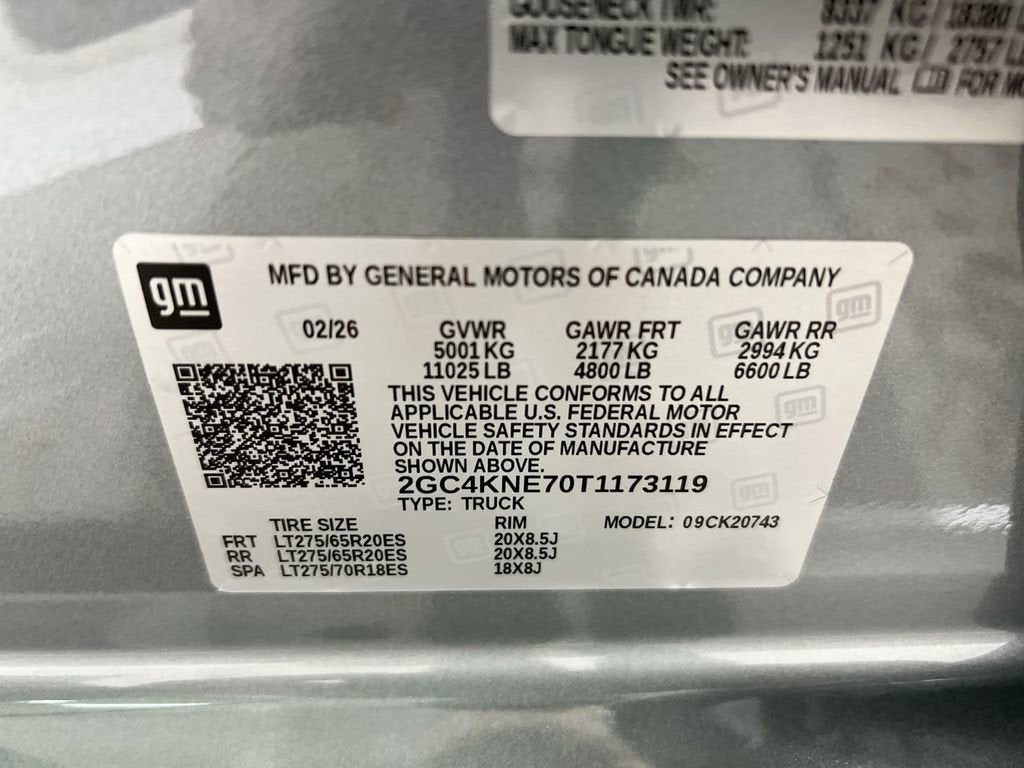 GOOSENECK TWR: 8337 KG/18380
MAX TONGUE WEIGHT: 1251 KG/ 2757 LB
SEE OWNER'S MANUAL FOR
gm
MFD BY GENERAL MOTORS OF CANADA COMPANY
02/26 GVWR GAWR FRT GAWR RR
5001 KG 2177 KG 2994 KG
11025 LB 4800 LB 6600 LB
THIS VEHICLE CONFORMS TO ALL
APPLICABLE U.S. FEDERAL MOTOR
VEHICLE SAFETY STANDARDS IN EFFECT
ON THE DATE OF MANUFACTURE
SHOWN ABOVE.
2GC4KNE70T1173119
TYPE: TRUCK
TIRE SIZE RIM MODEL: 09CK20743
FRT LT275/65R20ES 20X8.5J
RR LT275/65R20ES 20X8.5J
SPA LT275/70R18ES 18X8J